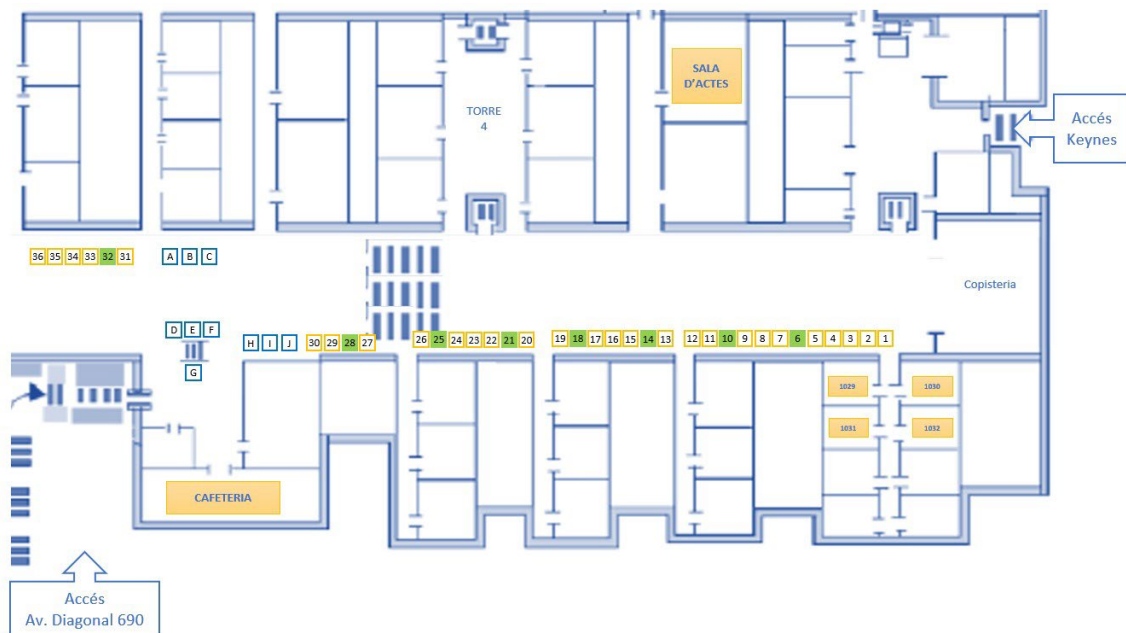 SALA
D'ACTES
TORRE
4
Accés
Keynes
36 35 34 33 32 31
A B C
Copisteria
D E F
H I J
30 29 28 27
26 25 24 23 22 21 20
19 18 17 16 15 14 13
12 11 10 9 8 7 6 5 4 3 2 1
G
1029
1030
1031
1032
CAFETERIA
Accés
Av. Diagonal 690